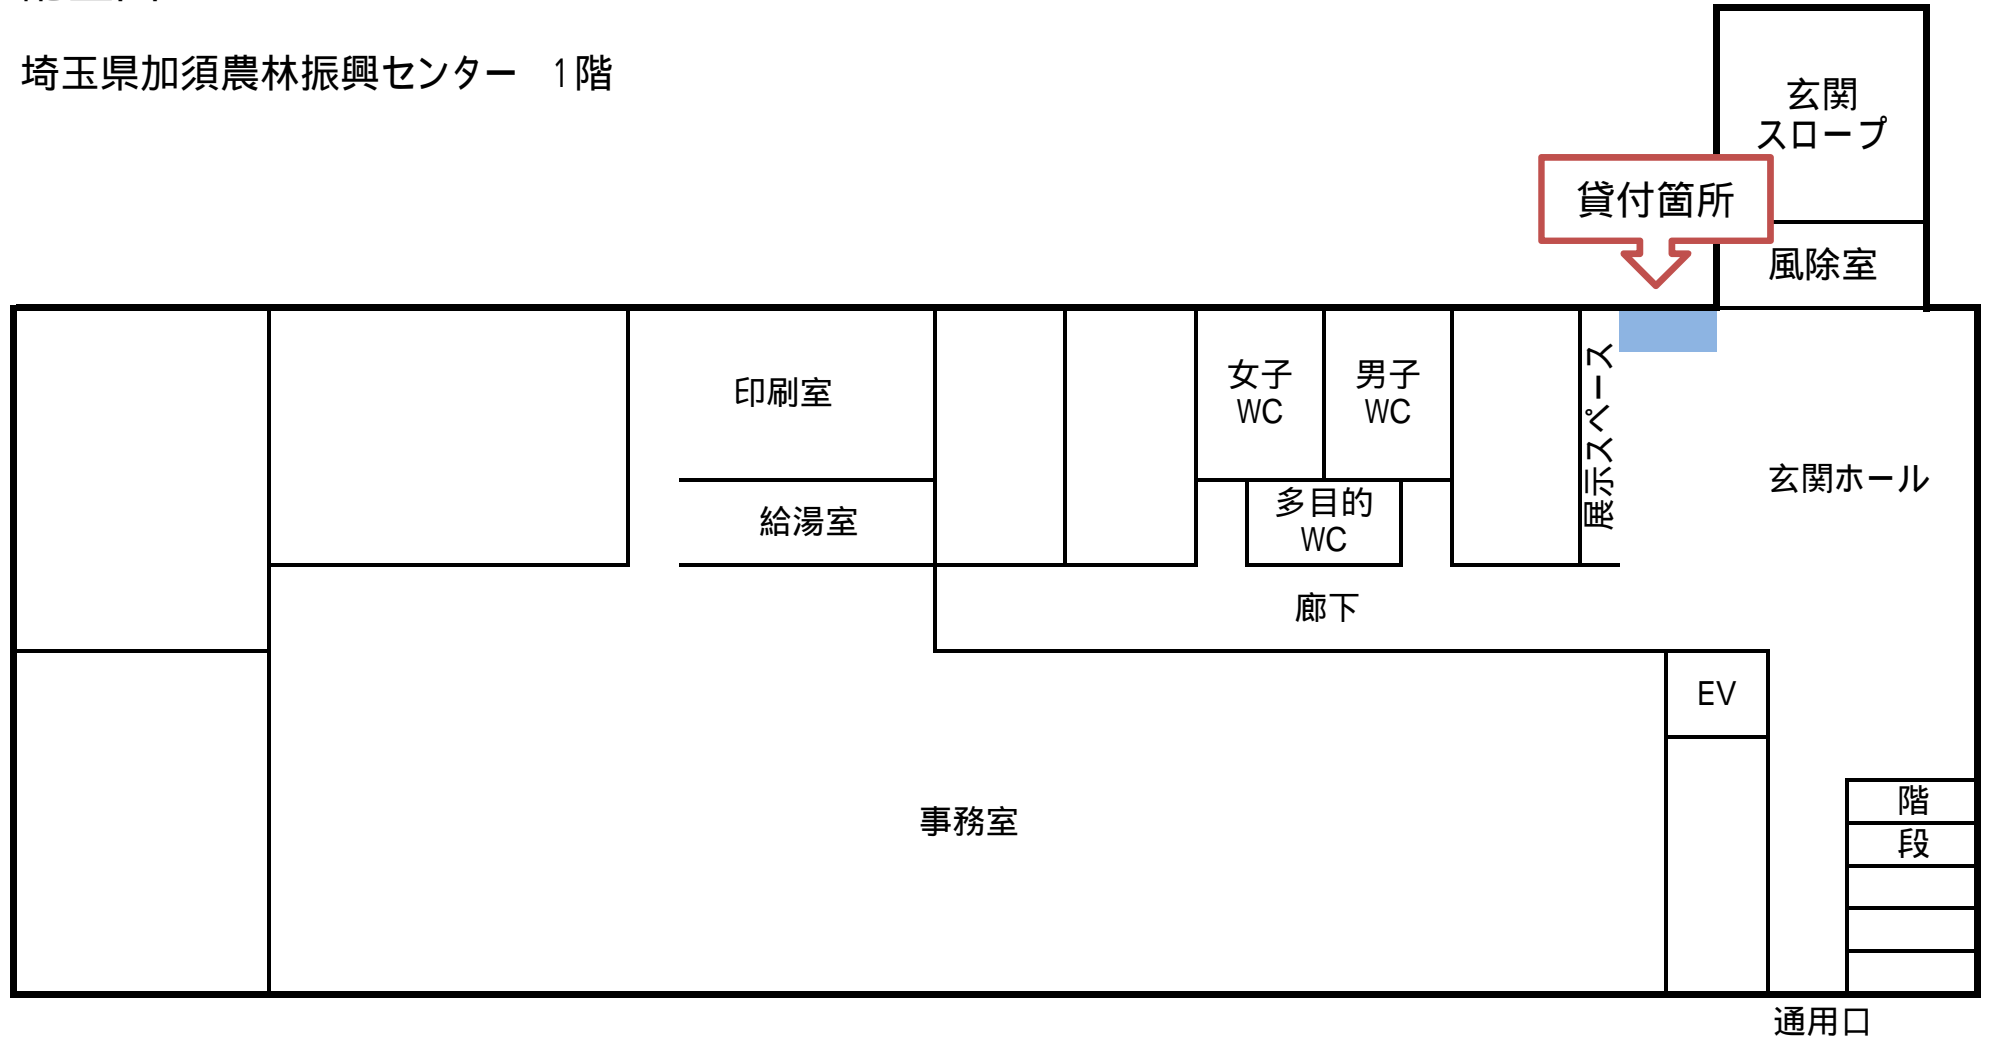 埼玉県加須農林振興センター　1階
玄関
スロープ
貸付箇所
風除室
印刷室
女子
WC
男子
WC
展示スペース
玄関ホール
給湯室
多目的
WC
廊下
EV
事務室
階
段
通用口